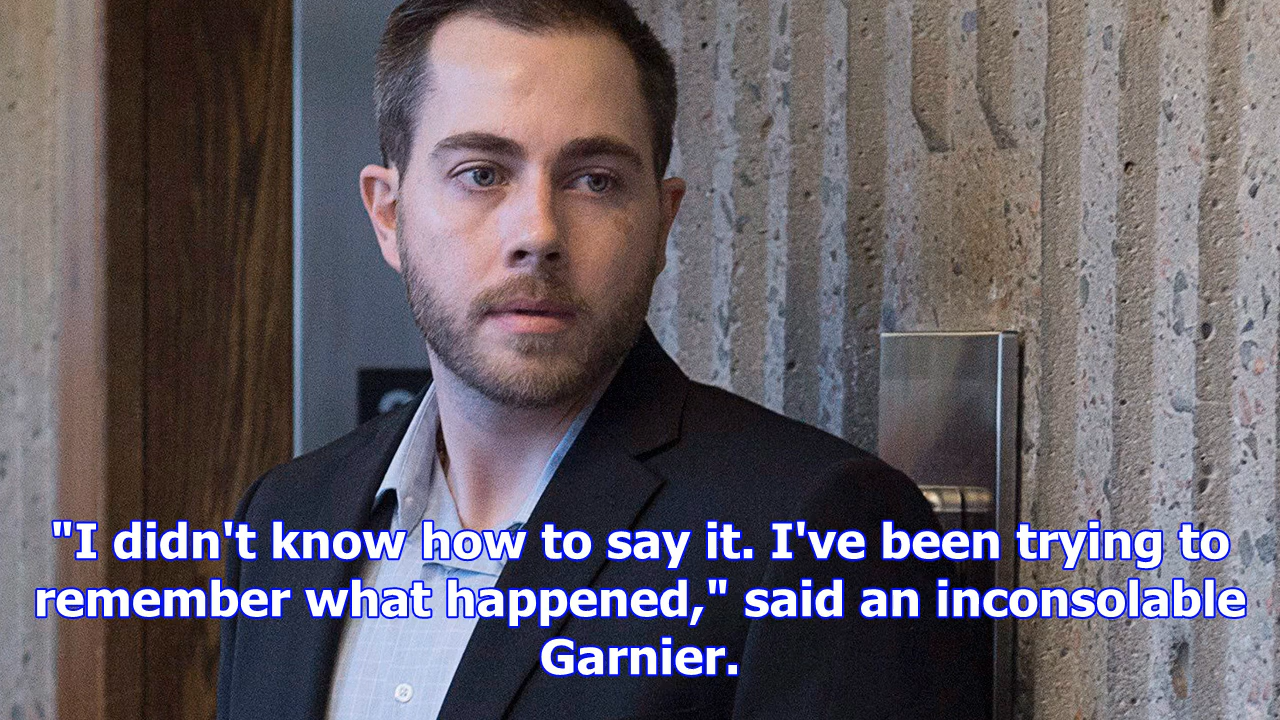 "I didn't know how to say it. I've been trying to
remember what happened," said an inconsolable
Garnier.